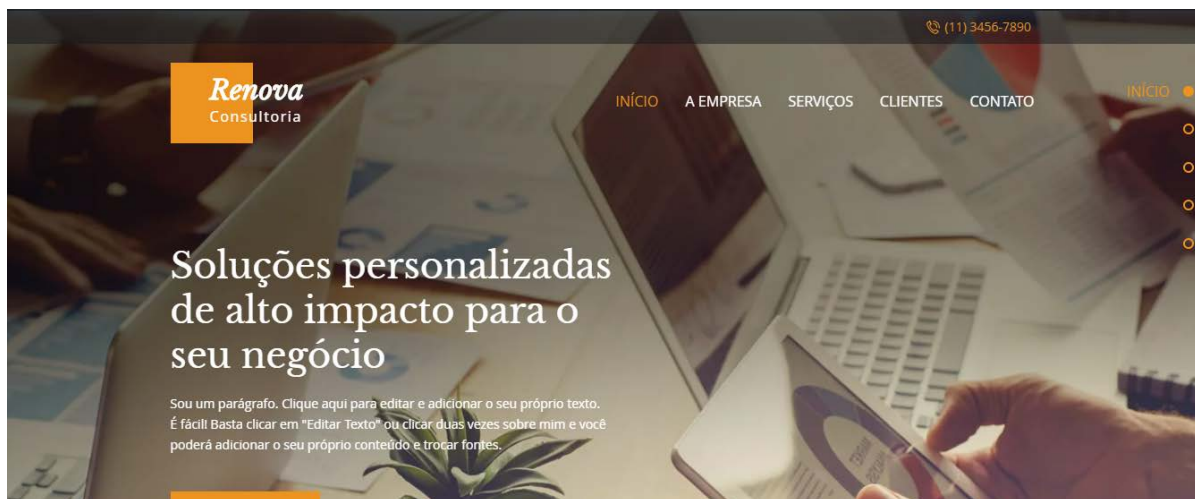 (11) 3456-7890
Renova
Consultoria
INÍCIO A EMPRESA SERVIÇOS CLIENTES CONTATO
INÍCIO
Soluções personalizadas
de alto impacto para o
seu negócio
Sou um parágrafo. Clique aqui para editar e adicionar o seu próprio texto.
É fácil! Basta clicar em "Editar Texto" ou clicar duas vezes sobre mim e você
poderá adicionar o seu próprio conteúdo e trocar fontes.